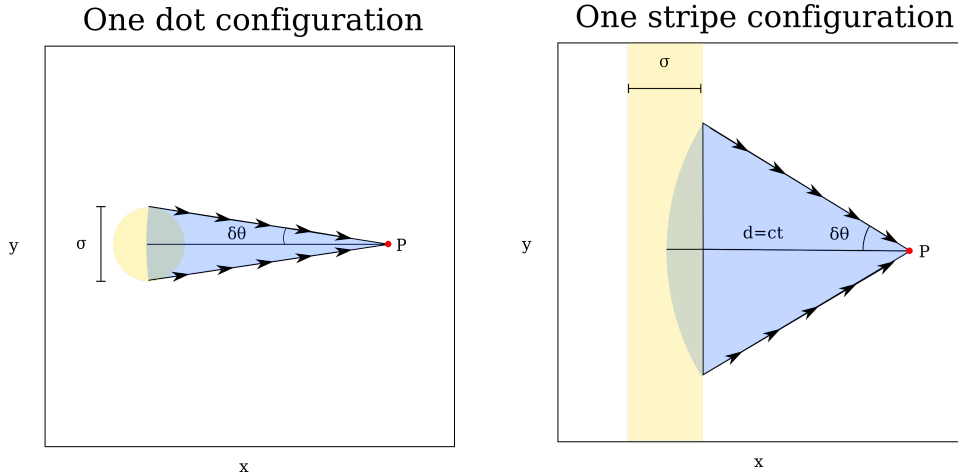 One dot configuration
σ
δθ
P
y
x
One stripe configuration
σ
d=ct
δθ
P
y
x